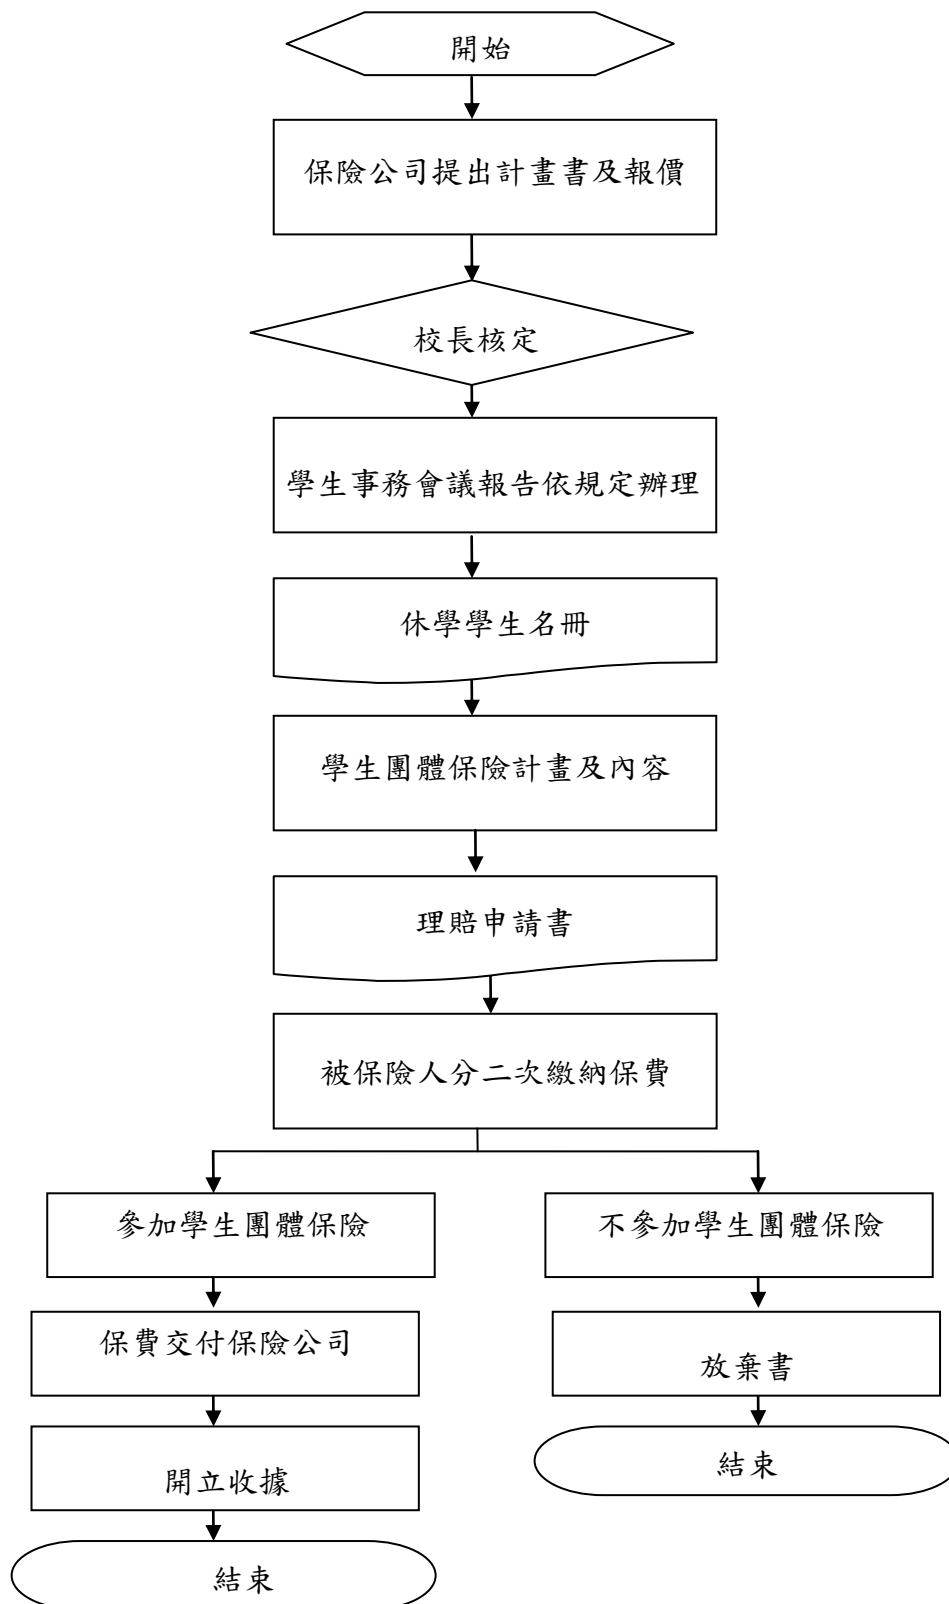 開始
保險公司提出計畫書及報價
校長核定
學生事務會議報告依規定辦理
休學學生名冊
學生團體保險計畫及內容
理賠申請書
被保險人分二次繳納保費
參加學生團體保險
不參加學生團體保險
保費交付保險公司
放棄書
開立收據
結束
結束